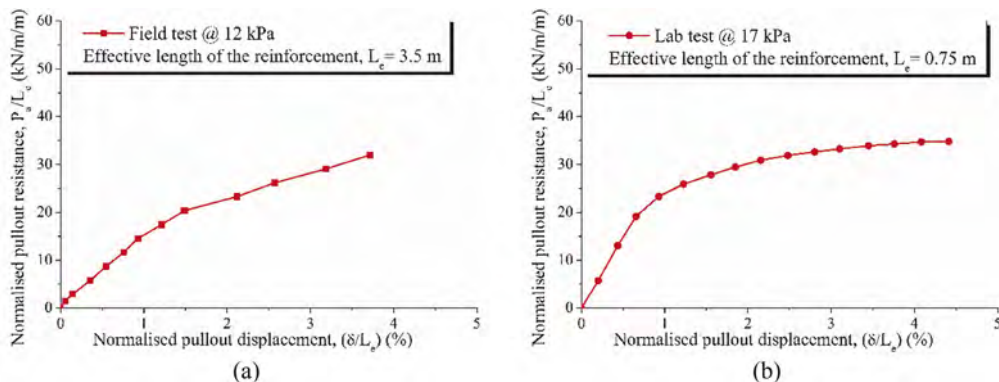 Field test @ 12 kPa
Effective length of the reinforcement, Lₑ= 3.5 m
Normalised pullout resistance, Pₐ/Lₑ (kN/m/m)
60
50
40
30
20
10
0
0 1 2 3 4 5
Normalised pullout displacement, (δ/Lₑ) (%)
(a)
Lab test @ 17 kPa
Effective length of the reinforcement, Lₑ= 0.75 m
Normalised pullout resistance, Pₐ/Lₑ (kN/m/m)
60
50
40
30
20
10
0
0 1 2 3 4 5
Normalised pullout displacement, (δ/Lₑ) (%)
(b)